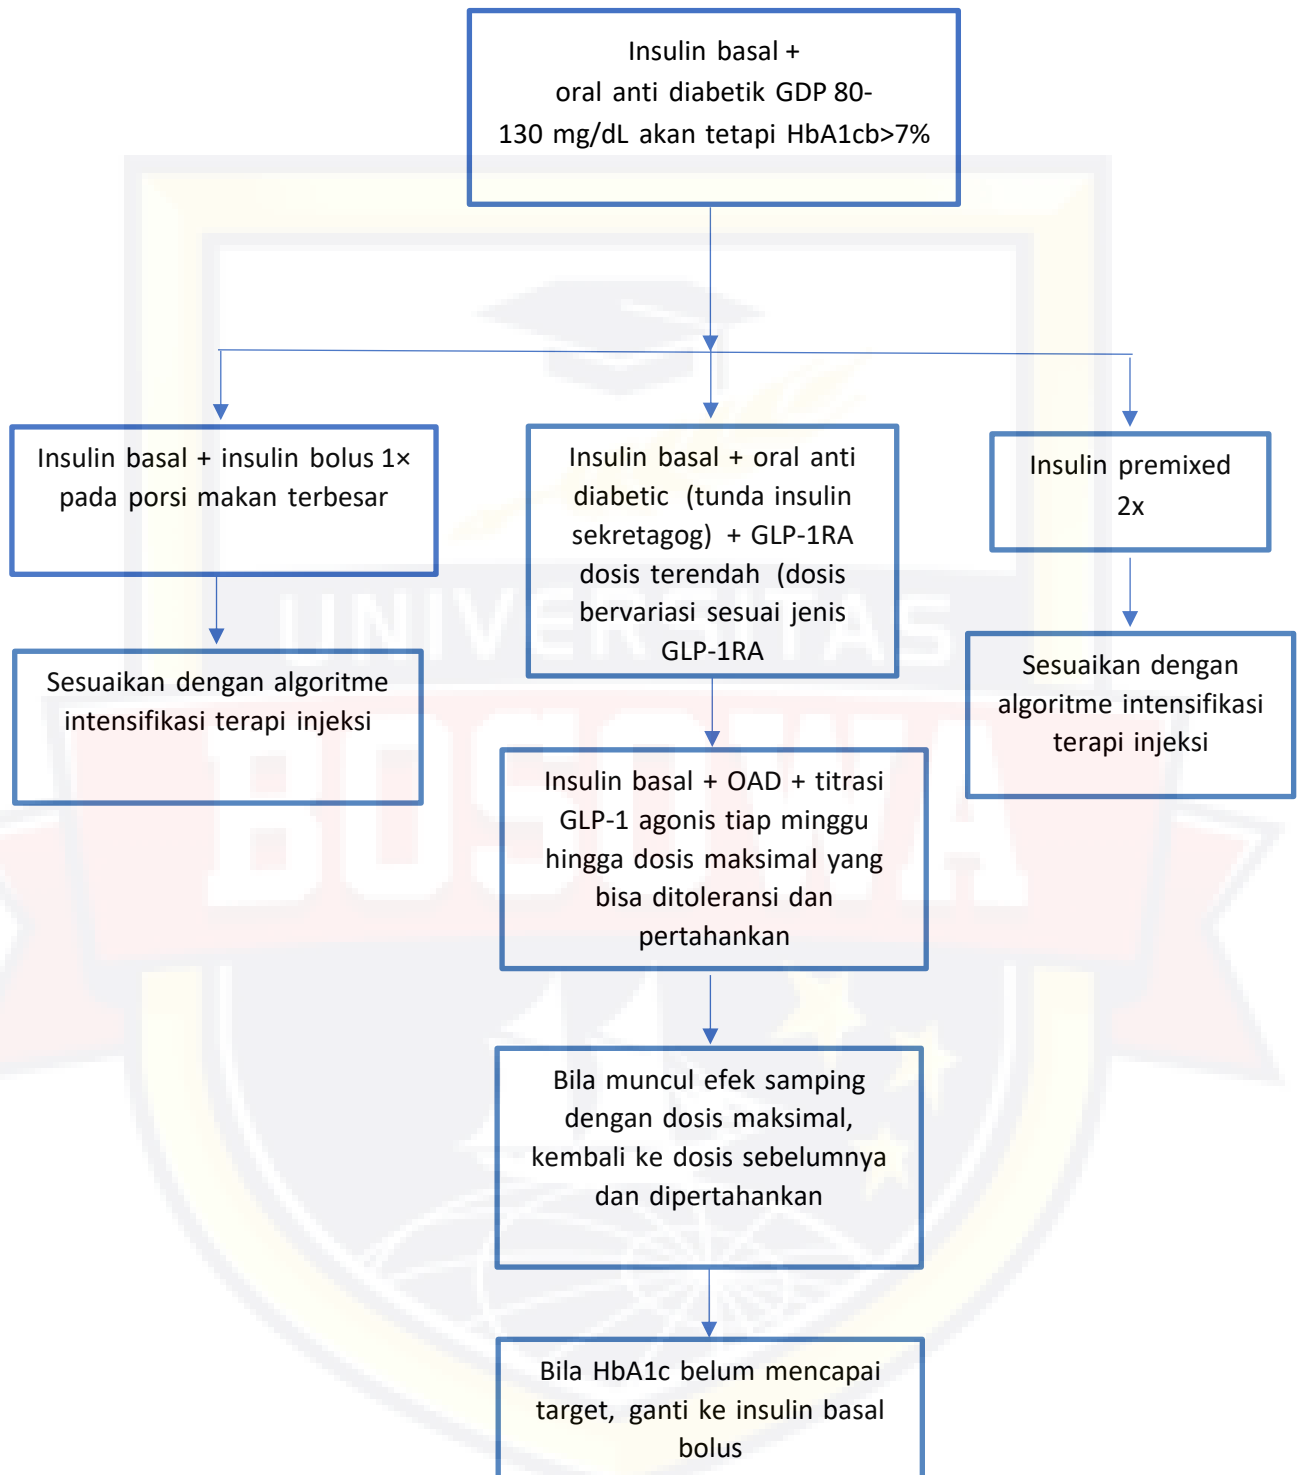 Insulin basal +
oral anti diabetik GDP 80-
130 mg/dL akan tetapi HbA1cb>7%
Insulin basal + insulin bolus 1×
pada porsi makan terbesar
Sesuaikan dengan algoritme
intensifikasi terapi injeksi
Insulin basal + oral anti
diabetic (tunda insulin
sekretagog) + GLP-1RA
dosis terendah (dosis
bervariasi sesuai jenis
GLP-1RA
Insulin basal + OAD + titrasi
GLP-1 agonis tiap minggu
hingga dosis maksimal yang
bisa ditoleransi dan
pertahankan
Bila muncul efek samping
dengan dosis maksimal,
kembali ke dosis sebelumnya
dan dipertahankan
Bila HbA1c belum mencapai
target, ganti ke insulin basal
bolus
Insulin premixed
2x
Sesuaikan dengan
algoritme intensifikasi
terapi injeksi
UNIVERSITAS
BOSOWA